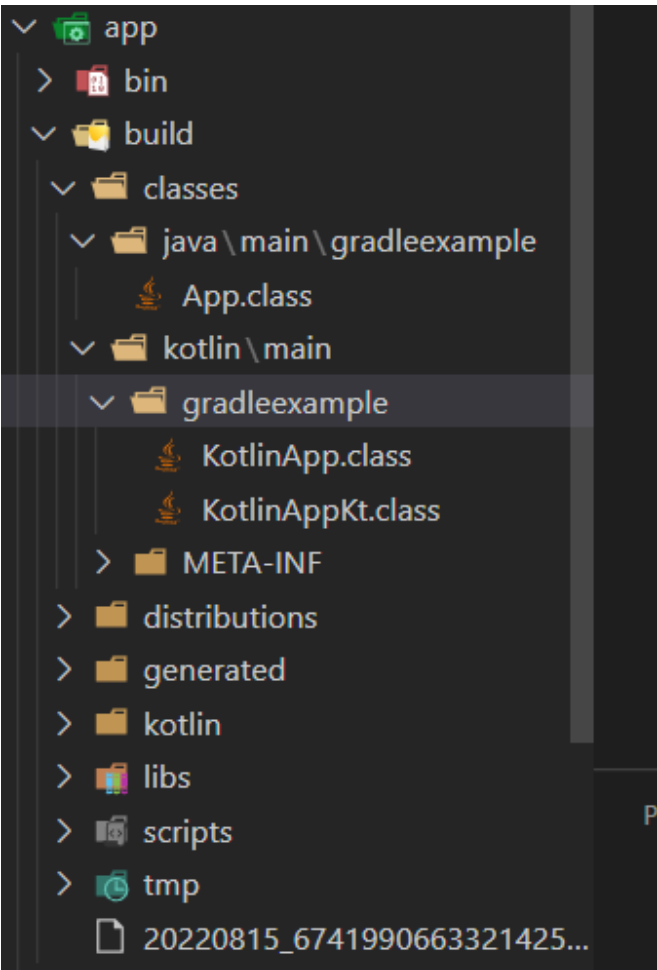 app
bin
build
classes
java\main\gradleexample
App.class
kotlin\main
gradleexample
KotlinApp.class
KotlinAppKt.class
META-INF
distributions
generated
kotlin
libs
scripts
tmp
20220815_6741990663321425...
P